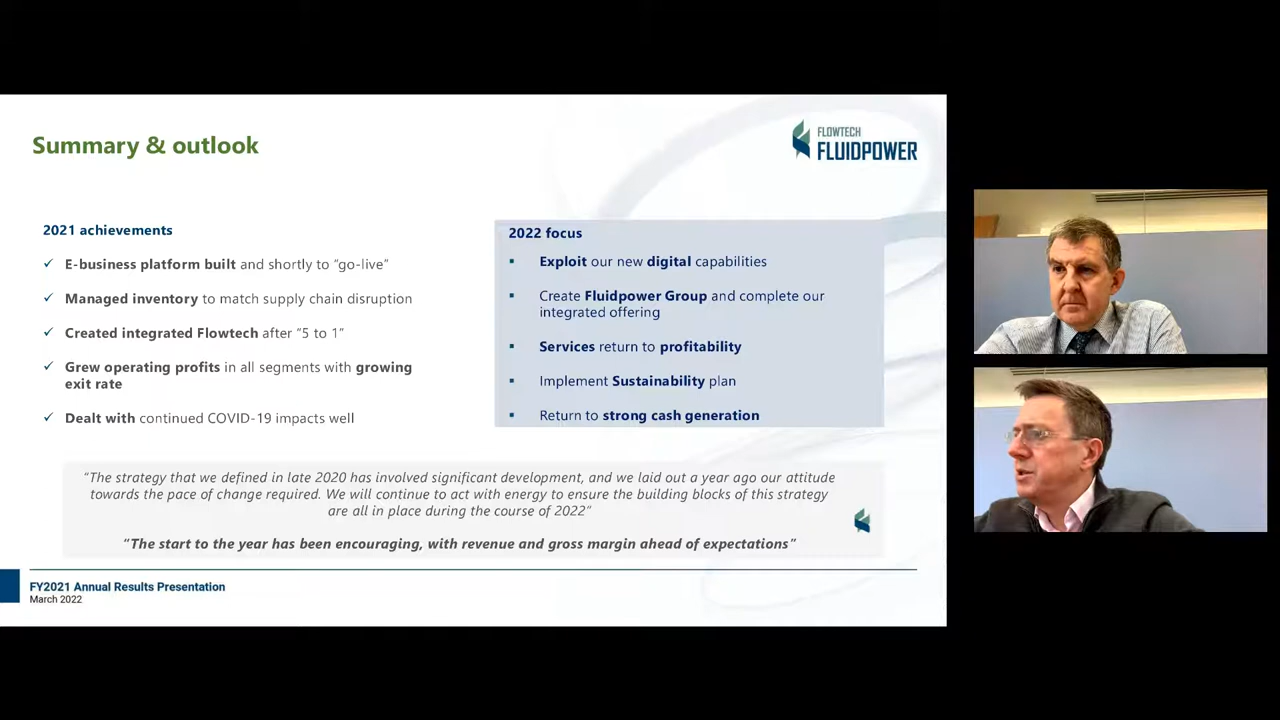 Summary & outlook
FLOWTECH
FLUIDPOWER
2021 achievements
✓ E-business platform built and shortly to “go-live”
✓ Managed inventory to match supply chain disruption
✓ Created integrated Flowtech after “5 to 1”
✓ Grew operating profits in all segments with growing
exit rate
✓ Dealt with continued COVID-19 impacts well
2022 focus
▪ Exploit our new digital capabilities
▪ Create Fluidpower Group and complete our
integrated offering
▪ Services return to profitability
▪ Implement Sustainability plan
▪ Return to strong cash generation
“The strategy that we defined in late 2020 has involved significant development, and we laid out a year ago our attitude
towards the pace of change required. We will continue to act with energy to ensure the building blocks of this strategy
are all in place during the course of 2022”
“The start to the year has been encouraging, with revenue and gross margin ahead of expectations”
FY2021 Annual Results Presentation
March 2022